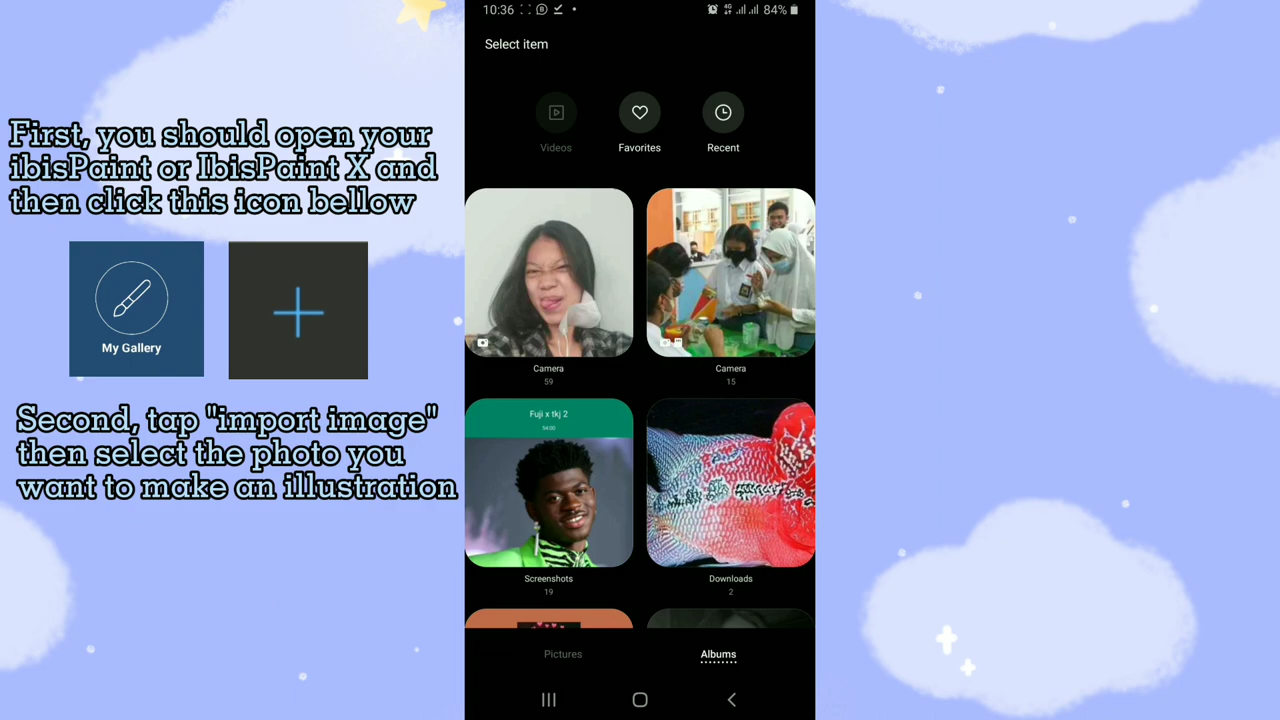 First, you should open your
ibisPaint or IbisPaint X and
then click this icon bellow
My Gallery
Second, tap "import image"
then select the photo you
want to make an illustration
10:36
4G
84%
Select item
Videos
Favorites
Recent
Camera
59
Camera
15
Fuji x tkj 2
Screenshots
19
Downloads
2
Pictures
Albums